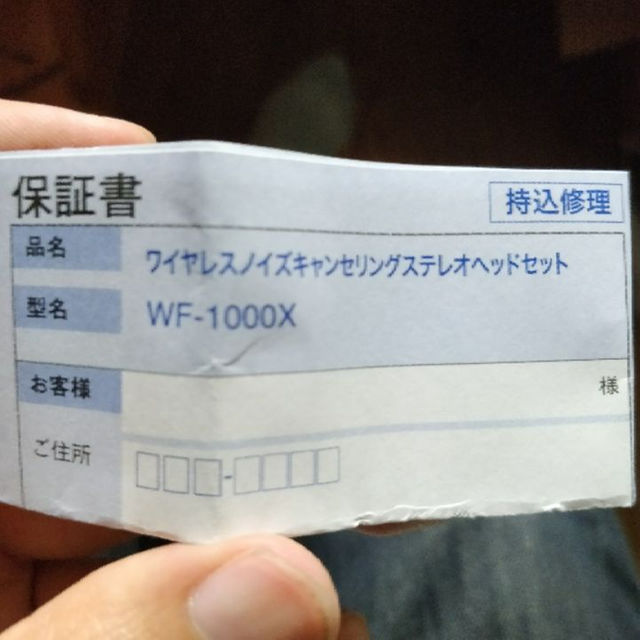 保証書 持込修理
品名 ワイヤレスノイズキャンセリングステレオヘッドセット
型名 WF-1000X
お客様 様
ご住所 -